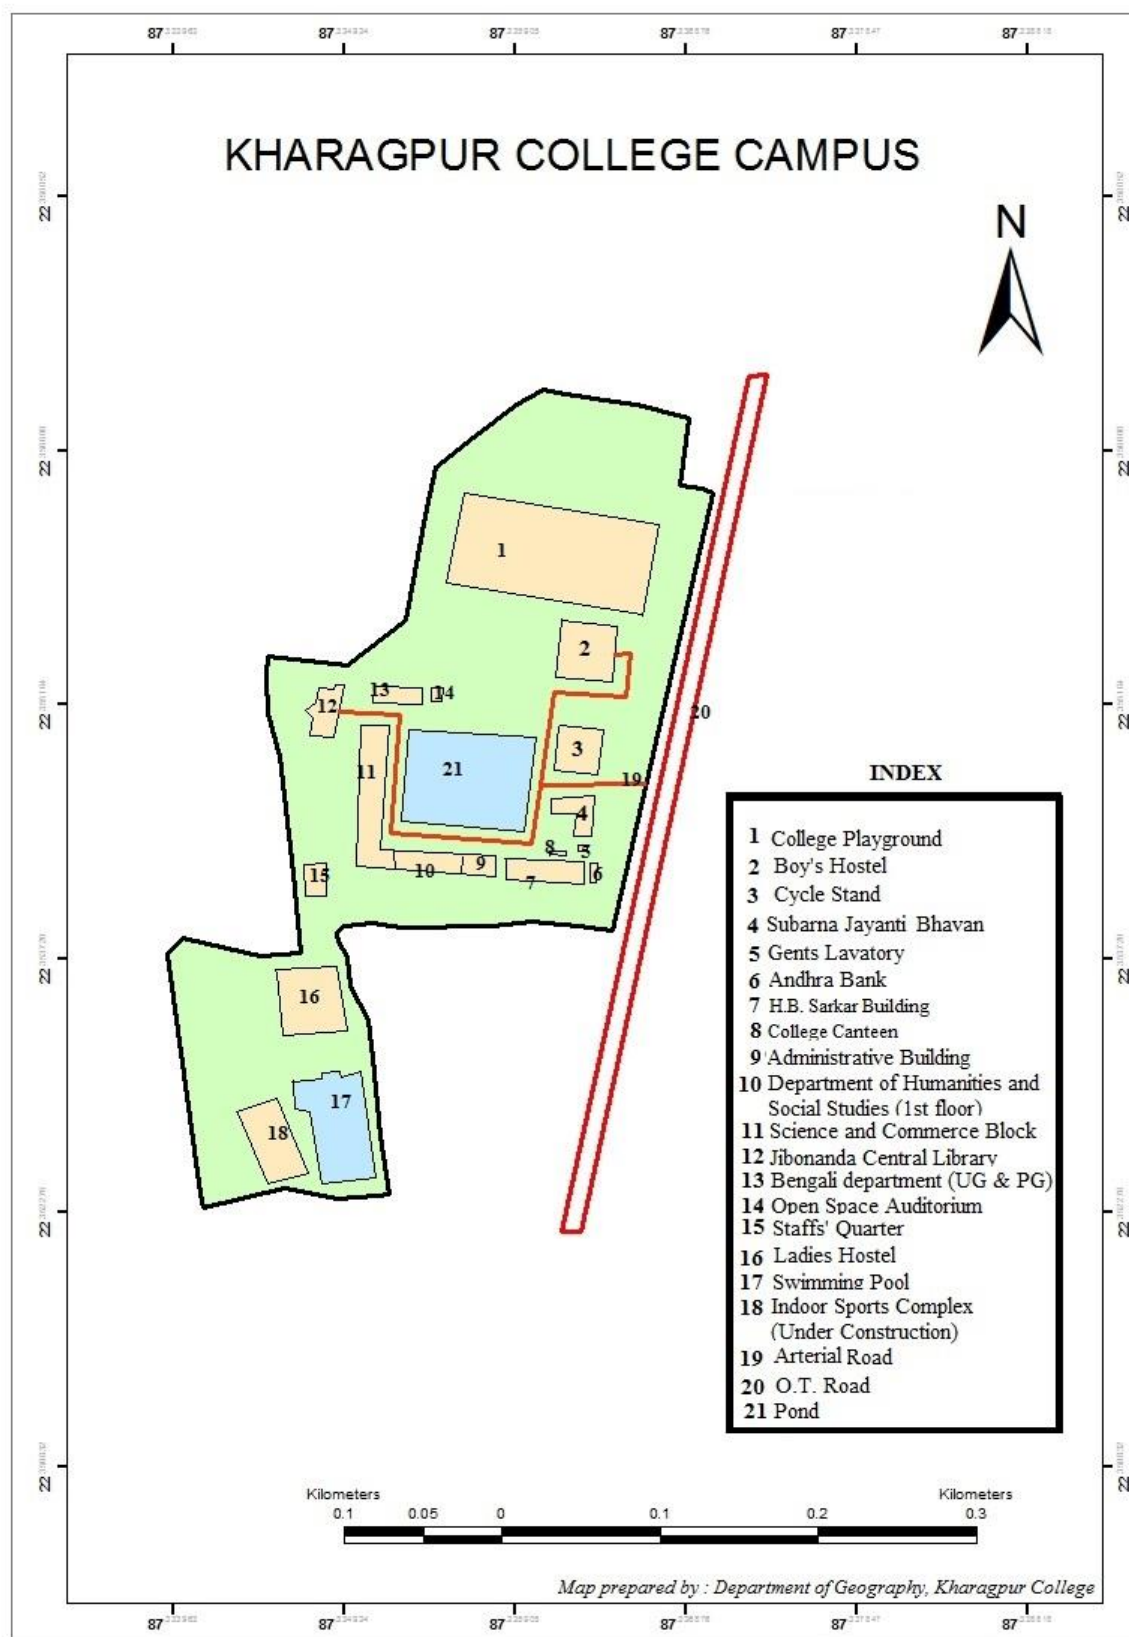 KHARAGPUR COLLEGE CAMPUS
N
1
2
20
13
14
12
3
21
11
19
4
8
5
9
10
7
6
15
16
17
18
INDEX
1 College Playground
2 Boy's Hostel
3 Cycle Stand
4 Subarna Jayanti Bhavan
5 Gents Lavatory
6 Andhra Bank
7 H.B. Sarkar Building
8 College Canteen
9 Administrative Building
10 Department of Humanities and
Social Studies (1st floor)
11 Science and Commerce Block
12 Jibonanda Central Library
13 Bengali department (UG & PG)
14 Open Space Auditorium
15 Staffs' Quarter
16 Ladies Hostel
17 Swimming Pool
18 Indoor Sports Complex
(Under Construction)
19 Arterial Road
20 O.T. Road
21 Pond
Kilometers Kilometers
0.1 0.05 0 0.1 0.2 0.3
Map prepared by : Department of Geography, Kharagpur College